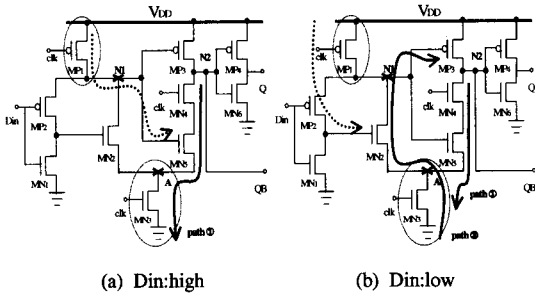 VDD
clk
MP1
N1
MP3
N2
MP4
Q
clk
MN4
MN6
Din
MP2
MN2
MN5
MN1
A
QB
clk
MN3
path ①
(a) Din:high
VDD
clk
MP1
N1
MP3
N2
MP4
Q
clk
MN4
MN6
Din
MP2
MN2
MN5
MN1
A
path ①
QB
clk
MN3
path ②
(b) Din:low